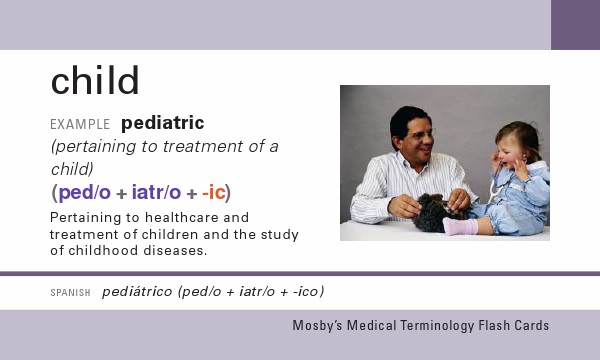 child
EXAMPLE pediatric
(pertaining to treatment of a
child)
(ped/o + iatr/o + -ic)
Pertaining to healthcare and
treatment of children and the study
of childhood diseases.
SPANISH pediátrico (ped/o + iatr/o + -ico)
Mosby's Medical Terminology Flash Cards